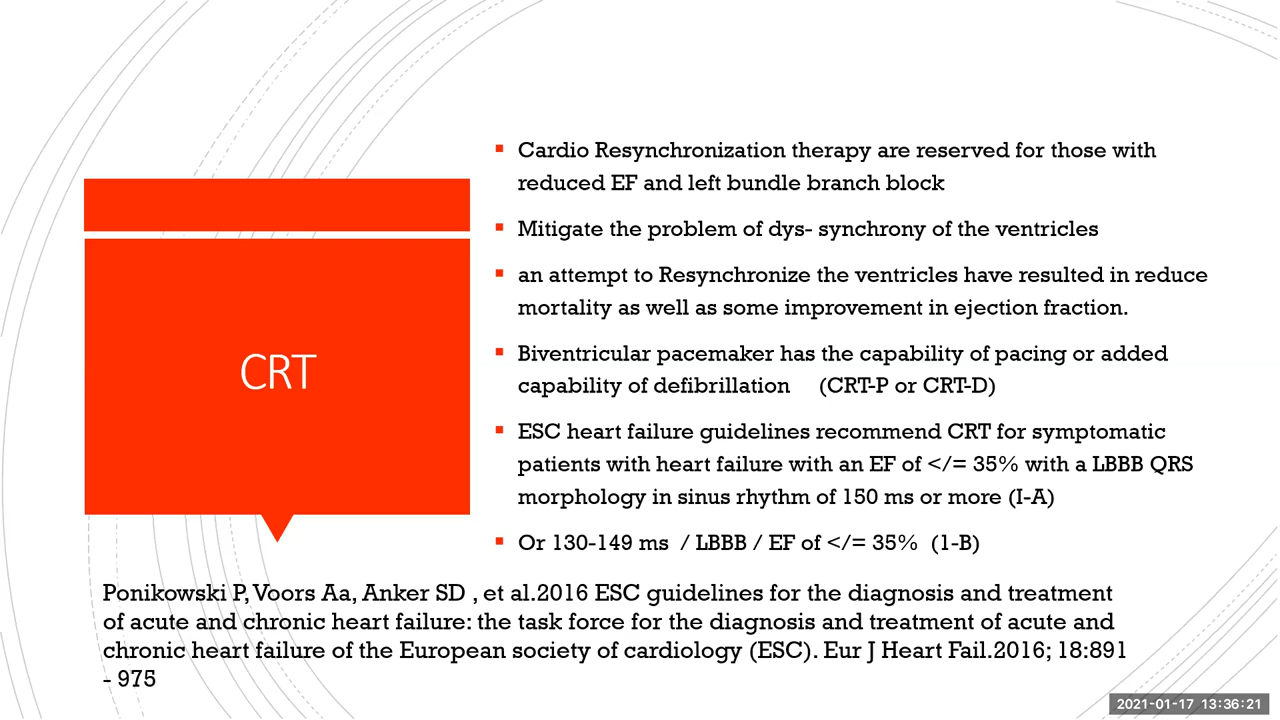 CRT
Cardio Resynchronization therapy are reserved for those with
reduced EF and left bundle branch block
Mitigate the problem of dys- synchrony of the ventricles
an attempt to Resynchronize the ventricles have resulted in reduce
mortality as well as some improvement in ejection fraction.
Biventricular pacemaker has the capability of pacing or added
capability of defibrillation (CRT-P or CRT-D)
ESC heart failure guidelines recommend CRT for symptomatic
patients with heart failure with an EF of </= 35% with a LBBB QRS
morphology in sinus rhythm of 150 ms or more (I-A)
Or 130-149 ms / LBBB / EF of </= 35% (1-B)
Ponikowski P, Voors Aa, Anker SD , et al.2016 ESC guidelines for the diagnosis and treatment
of acute and chronic heart failure: the task force for the diagnosis and treatment of acute and
chronic heart failure of the European society of cardiology (ESC). Eur J Heart Fail.2016; 18:891
- 975
2021-01-17 13:36:21